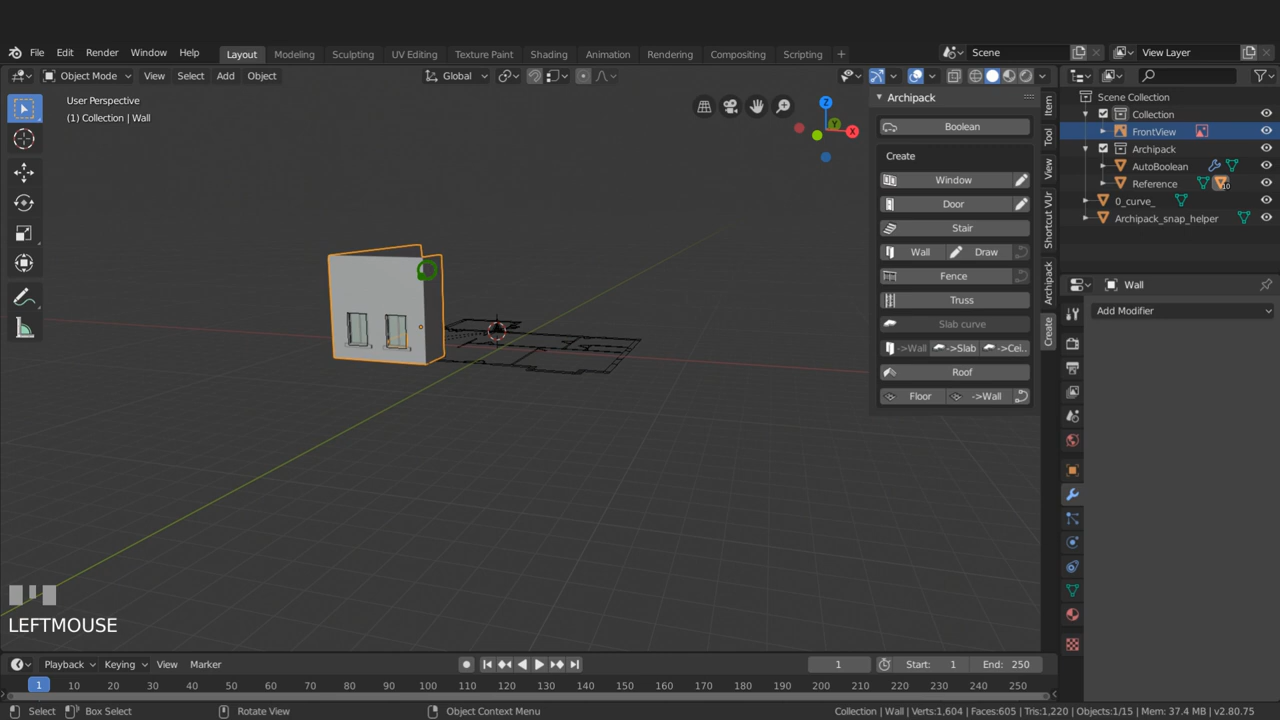 File Edit Render Window Help Layout Modeling Sculpting UV Editing Texture Paint Shading Animation Rendering Compositing Scripting + Scene View Layer
Object Mode View Select Add Object Global
User Perspective
(1) Collection | Wall
Z
Y
X
Archipack
Boolean
Create
Window
Door
Stair
Wall Draw
Fence
Truss
Slab curve
->Wall ->Slab ->Cei..
Roof
Floor ->Wall
Item
Tool
View
Shortcut VUr
Archipack
Create
Scene Collection
Collection
FrontView
Archipack
AutoBoolean
Reference 10
0_curve_
Archipack_snap_helper
Wall
Add Modifier
LEFTMOUSE
Playback Keying View Marker 1 Start: 1 End: 250
1 10 20 30 40 50 60 70 80 90 100 110 120 130 140 150 160 170 180 190 200 210 220 230 240 250
Select Box Select Rotate View Object Context Menu Collection | Wall | Verts:1,604 | Faces:605 | Tris:1,220 | Objects:1/15 | Mem: 37.4 MB | v2.80.75